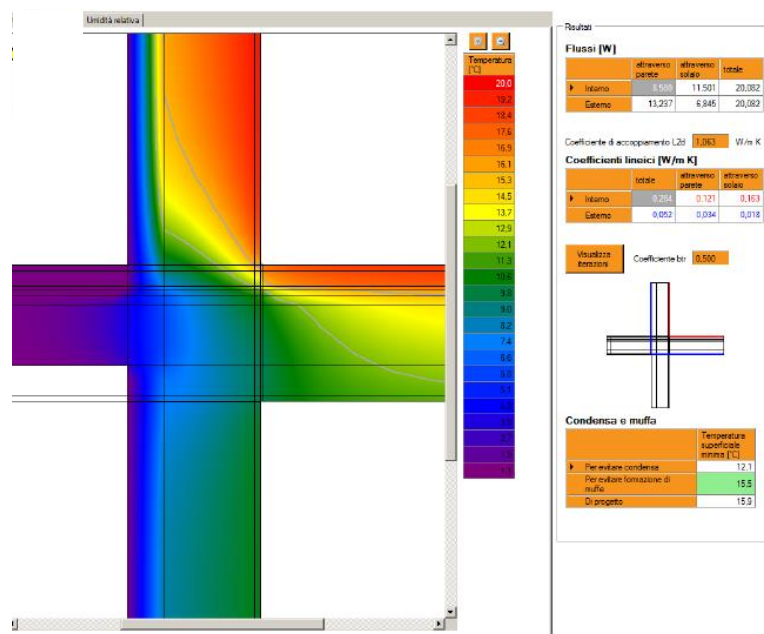 Umidità relativa
Temperatura
[°C]
20,0
19,2
18,4
17,6
16,9
16,1
15,3
14,5
13,7
12,9
12,1
11,3
10,6
9,8
9,0
8,2
7,4
6,6
Risultati
Flussi [W]
attraverso parete
attraverso solaio
totale
Interno 8,580 11,501 20,082
Esterno 13,237 6,845 20,082
Coefficiente di accoppiamento L2d 1,063 W/m K
Coefficienti lineici [W/m K]
totale
attraverso parete
attraverso solaio
Interno 0,284 0,121 0,163
Esterno 0,052 0,034 0,018
Visualizza iterazioni
Coefficiente btr 0,500
Condensa e muffa
Temperatura superficiale minima [°C]
Per evitare condensa 12,1
Per evitare formazione di muffa 15,5
Di progetto 15,9